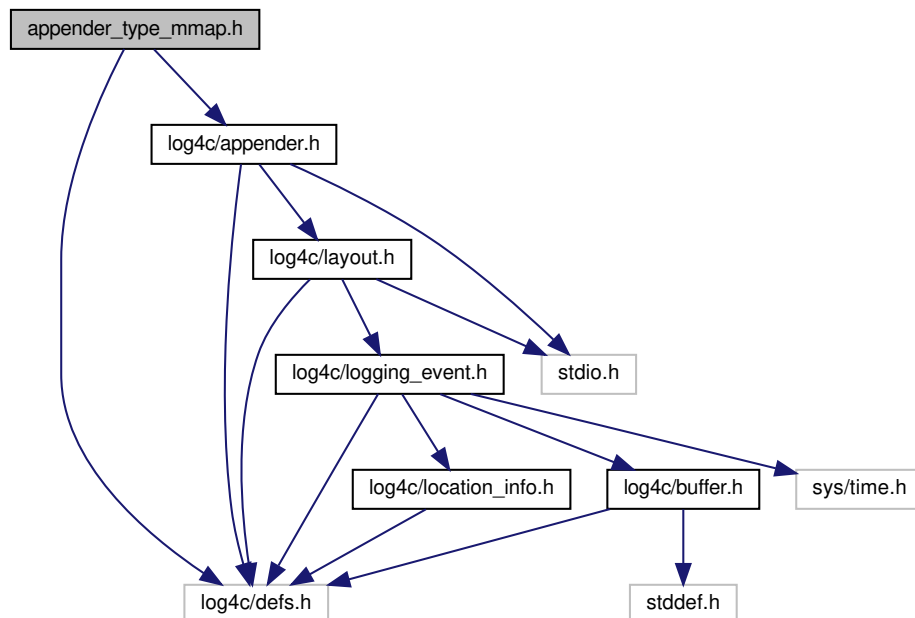 appender_type_mmap.h
log4c/appender.h
log4c/layout.h
log4c/logging_event.h
stdio.h
log4c/location_info.h
log4c/buffer.h
sys/time.h
log4c/defs.h
stddef.h